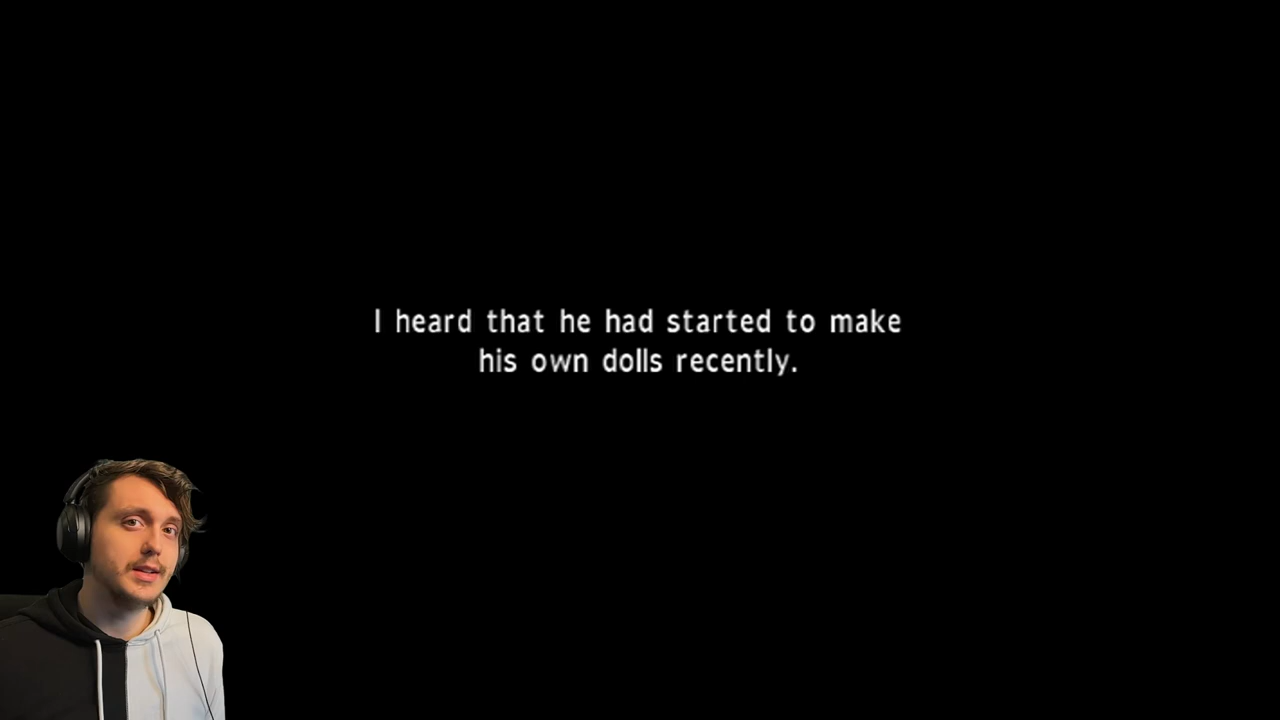 I heard that he had started to make
his own dolls recently.